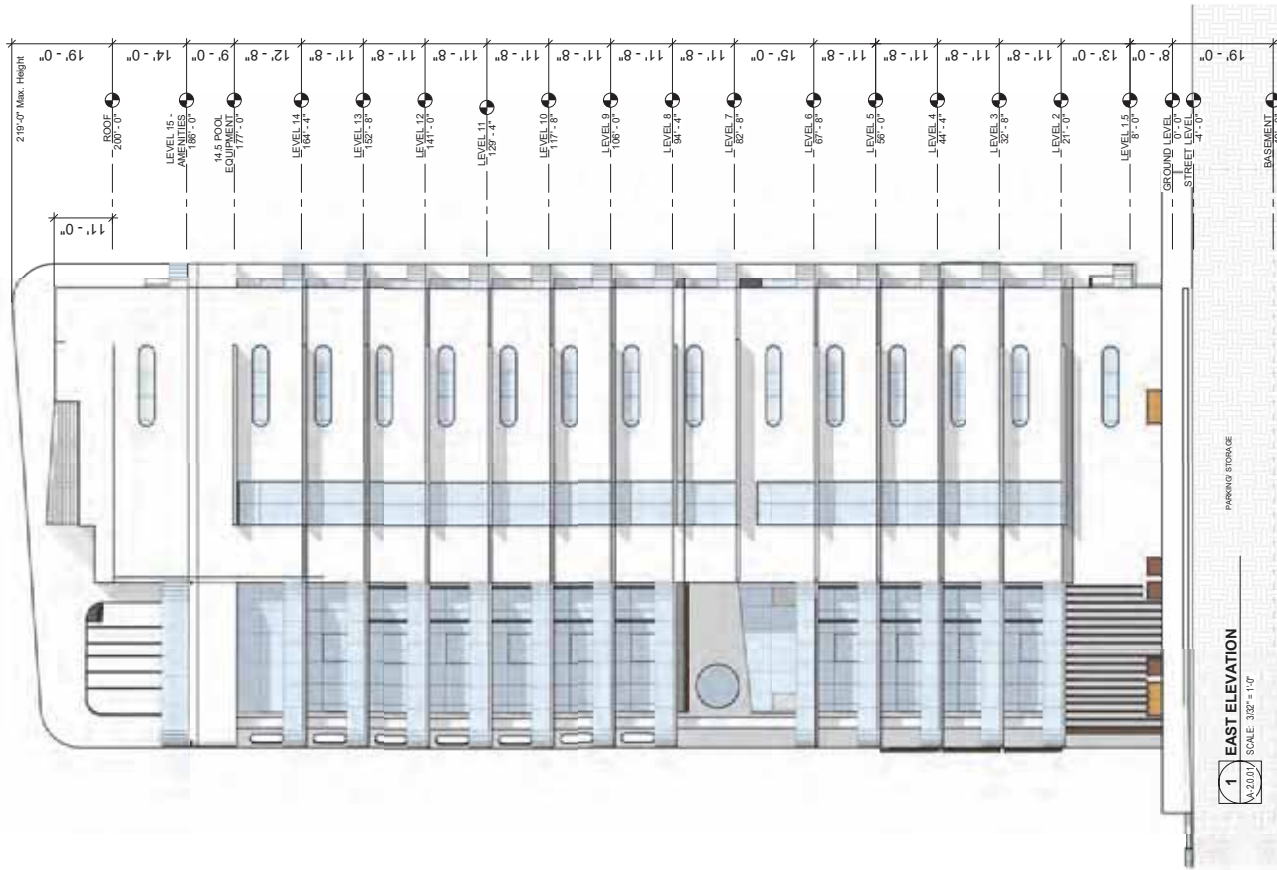 219'-0" Max. Height
19' - 0"
11' - 0"
ROOF
200' - 0"
14' - 0"
LEVEL 15 -
AMENITIES
186' - 0"
9' - 0"
14.5 POOL
EQUIPMENT
177' - 0"
12' - 8"
LEVEL 14
164' - 4"
11' - 8"
LEVEL 13
152' - 8"
11' - 8"
LEVEL 12
141' - 0"
11' - 8"
LEVEL 11
129' - 4"
11' - 8"
LEVEL 10
117' - 8"
11' - 8"
LEVEL 9
106' - 0"
11' - 8"
LEVEL 8
94' - 4"
11' - 8"
LEVEL 7
82' - 8"
15' - 0"
LEVEL 6
67' - 8"
11' - 8"
LEVEL 5
56' - 0"
11' - 8"
LEVEL 4
44' - 4"
11' - 8"
LEVEL 3
32' - 8"
11' - 8"
LEVEL 2
21' - 0"
13' - 0"
LEVEL 1.5
8' - 0"
8' - 0"
GROUND LEVEL
0' - 0"
STREET LEVEL
-4' - 0"
19' - 0"
BASEMENT
PARKING/ STORAGE
1
A-2.0.01
EAST ELEVATION
SCALE: 3/32" = 1'-0"